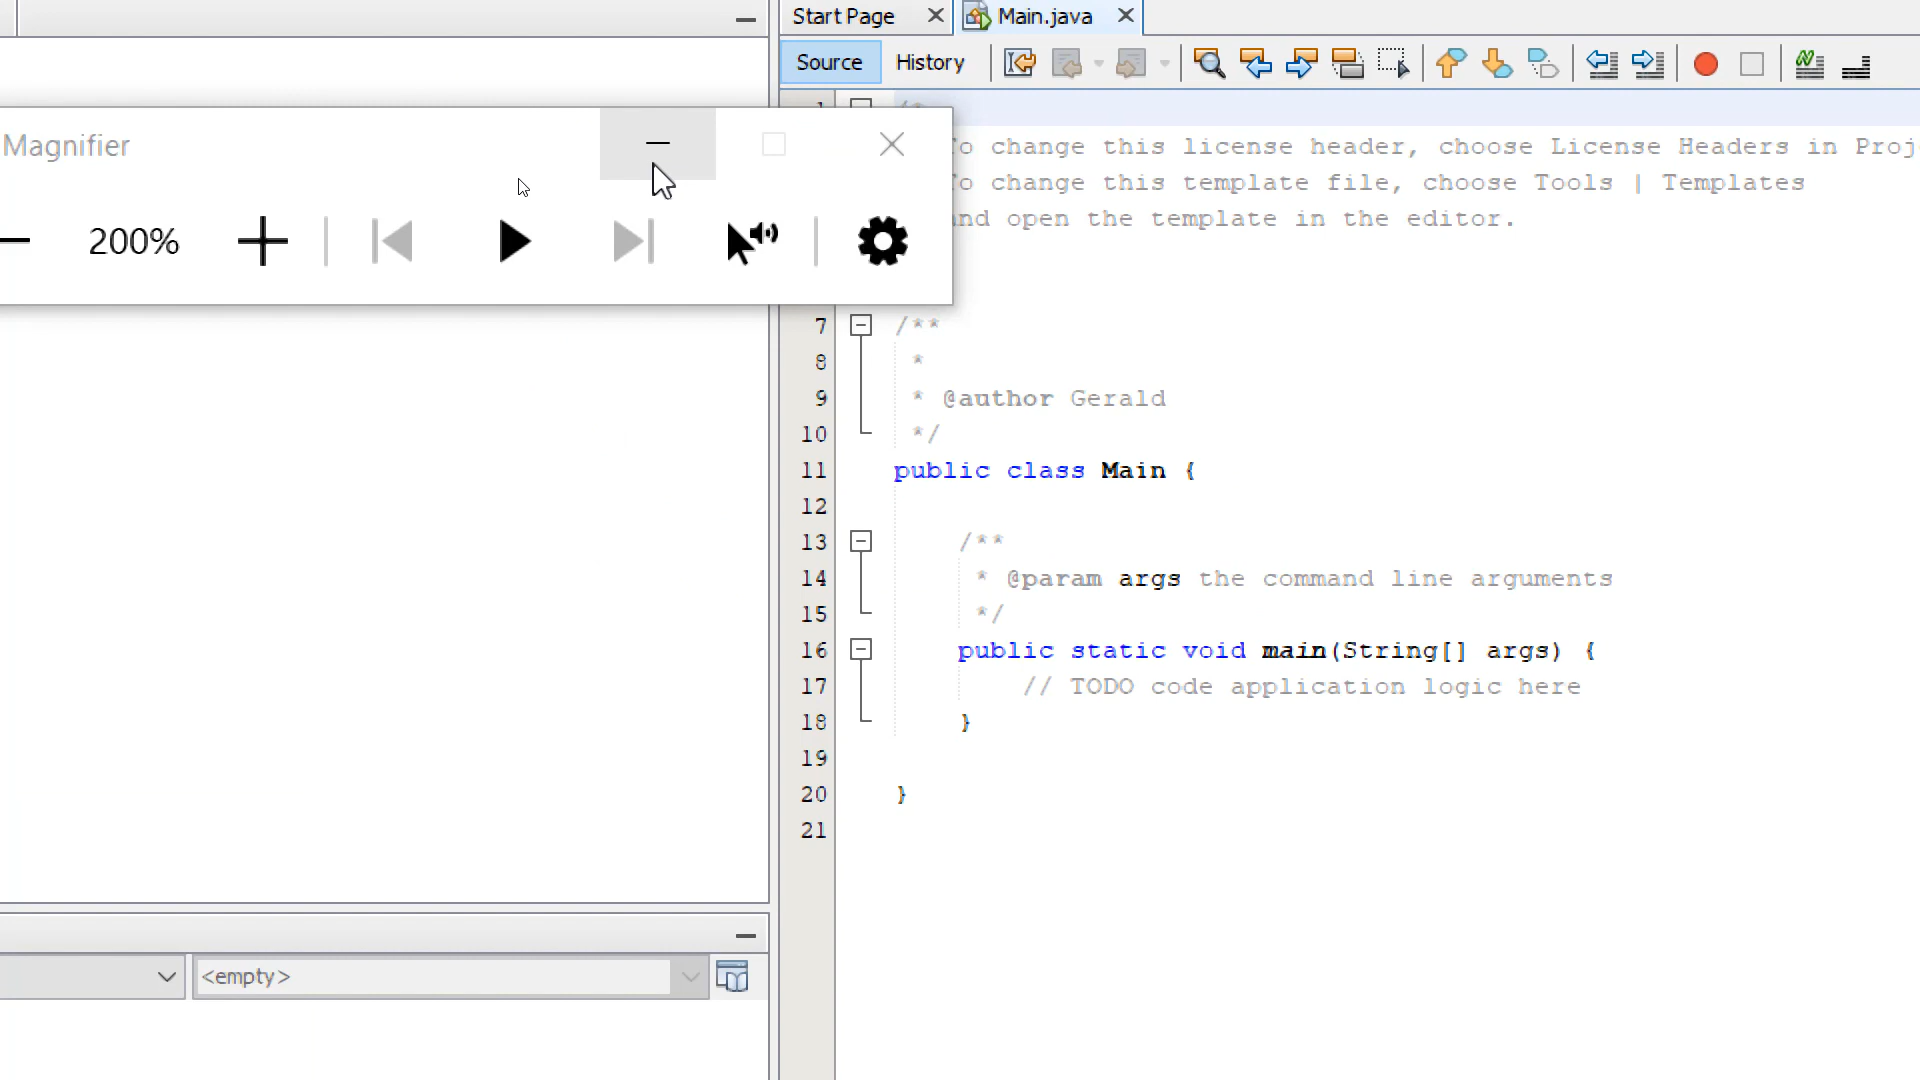 Start Page
Main.java
Source
History
Magnifier
200%
/*
To change this license header, choose License Headers in Proj
To change this template file, choose Tools | Templates
and open the template in the editor.
7 /**
8 *
9 * @author Gerald
10 */
11 public class Main {
12
13 /**
14 * @param args the command line arguments
15 */
16 public static void main(String[] args) {
17 // TODO code application logic here
18 }
19
20 }
21
<empty>